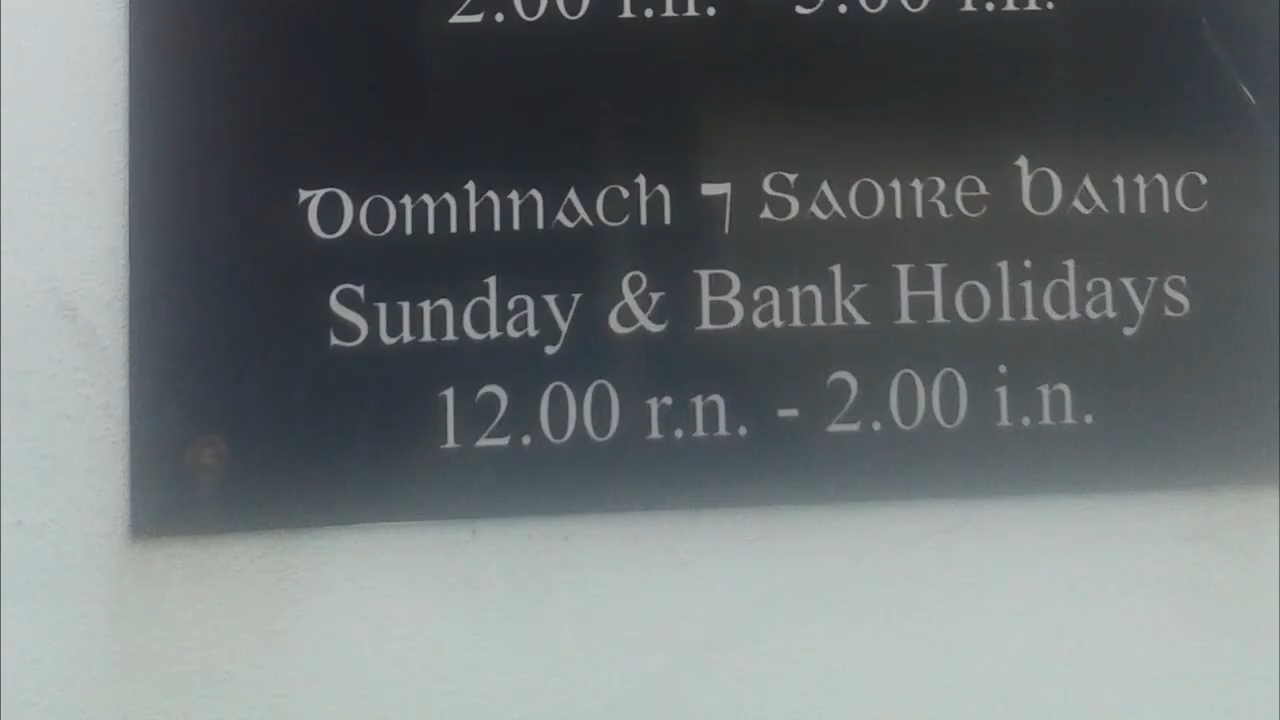 2.00 i.n. - 5.00 i.n.
Domhnach ⁊ Saoire Bainc
Sunday & Bank Holidays
12.00 r.n. - 2.00 i.n.